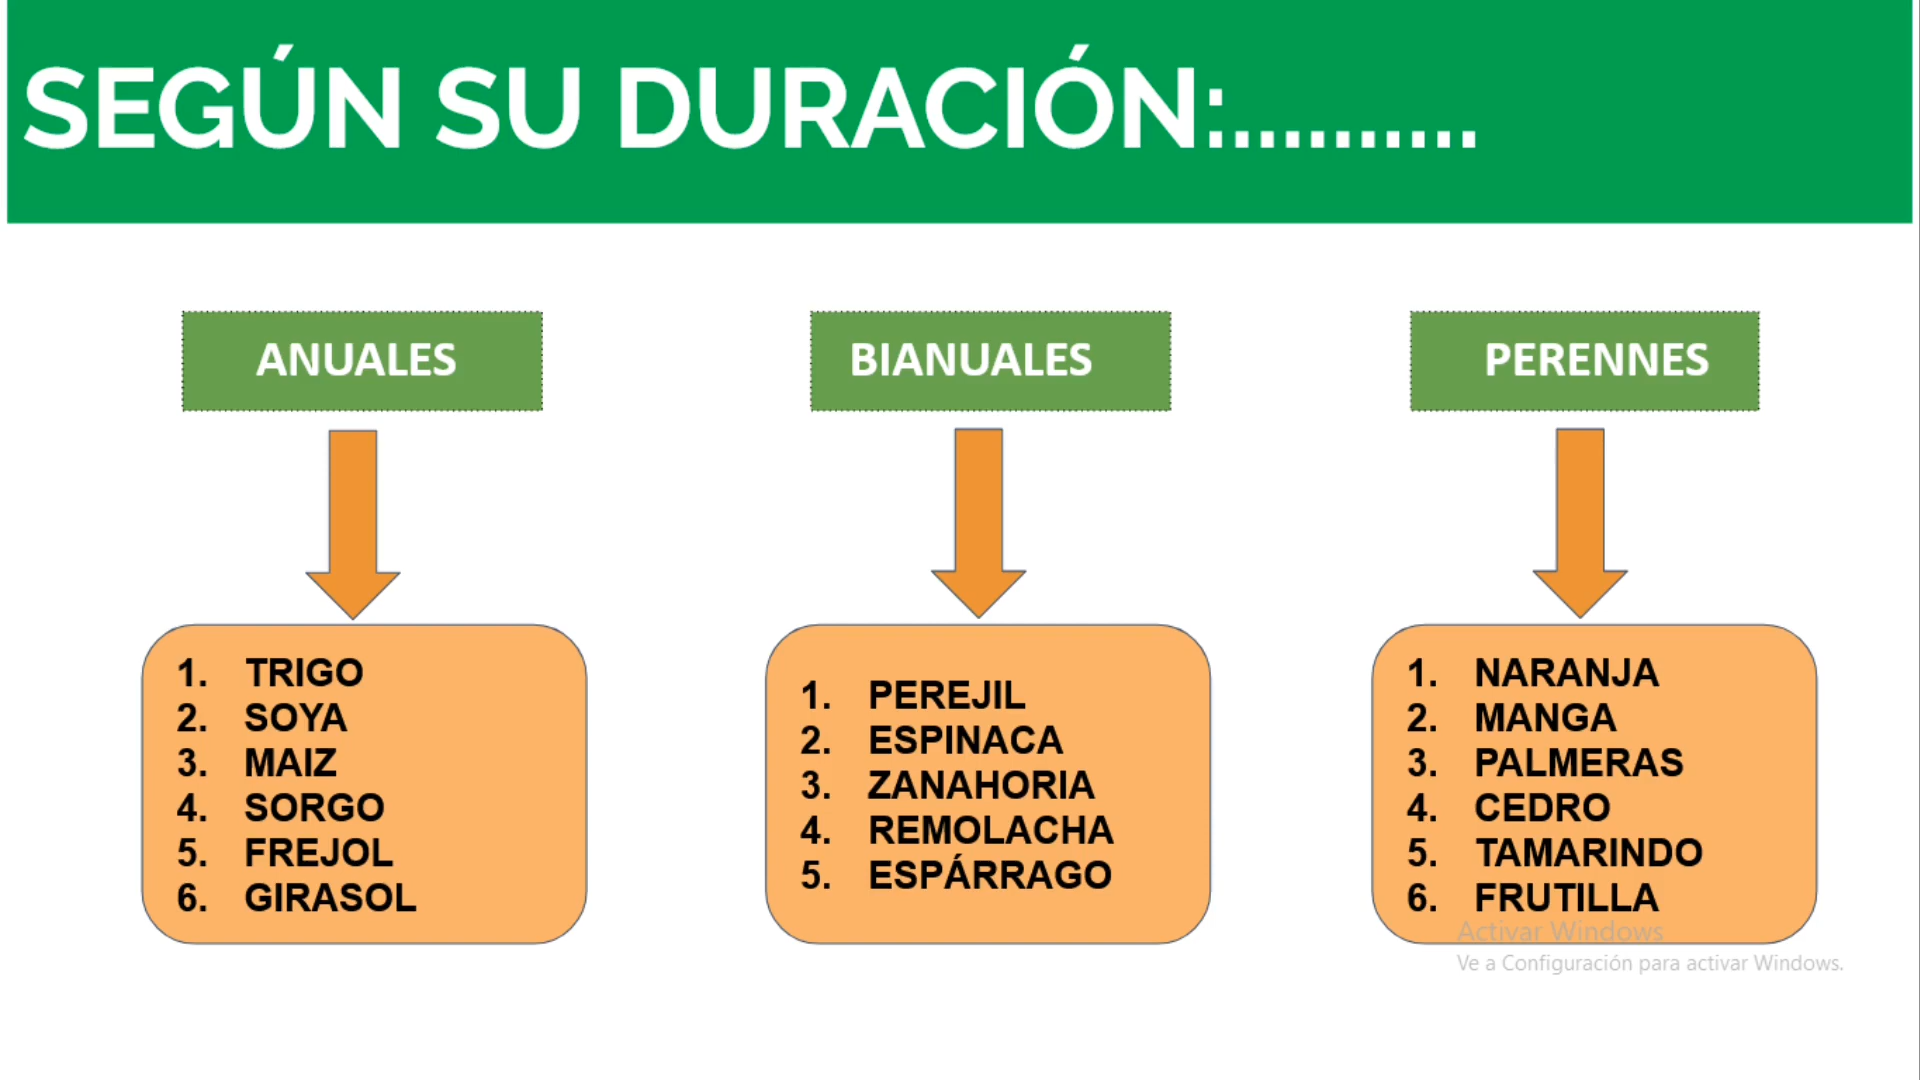 SEGÚN SU DURACIÓN:..........
ANUALES
BIANUALES
PERENNES
1. TRIGO
2. SOYA
3. MAIZ
4. SORGO
5. FREJOL
6. GIRASOL
1. PEREJIL
2. ESPINACA
3. ZANAHORIA
4. REMOLACHA
5. ESPÁRRAGO
1. NARANJA
2. MANGA
3. PALMERAS
4. CEDRO
5. TAMARINDO
6. FRUTILLA
Activar Windows
Ve a Configuración para activar Windows.